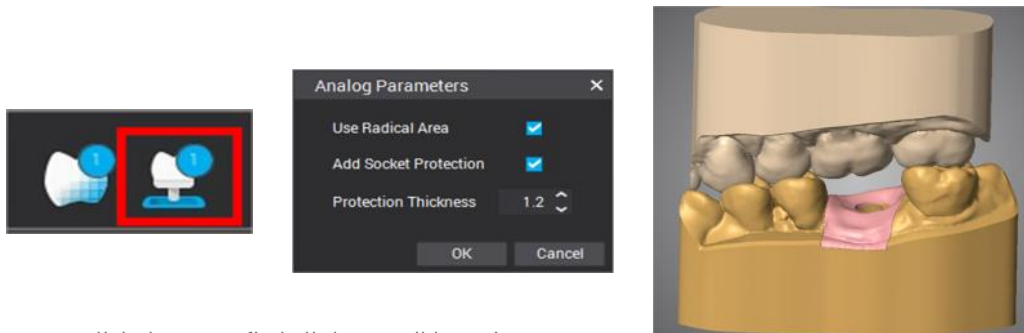 1
1
Analog Parameters
Use Radical Area
Add Socket Protection
Protection Thickness 1.2
OK Cancel